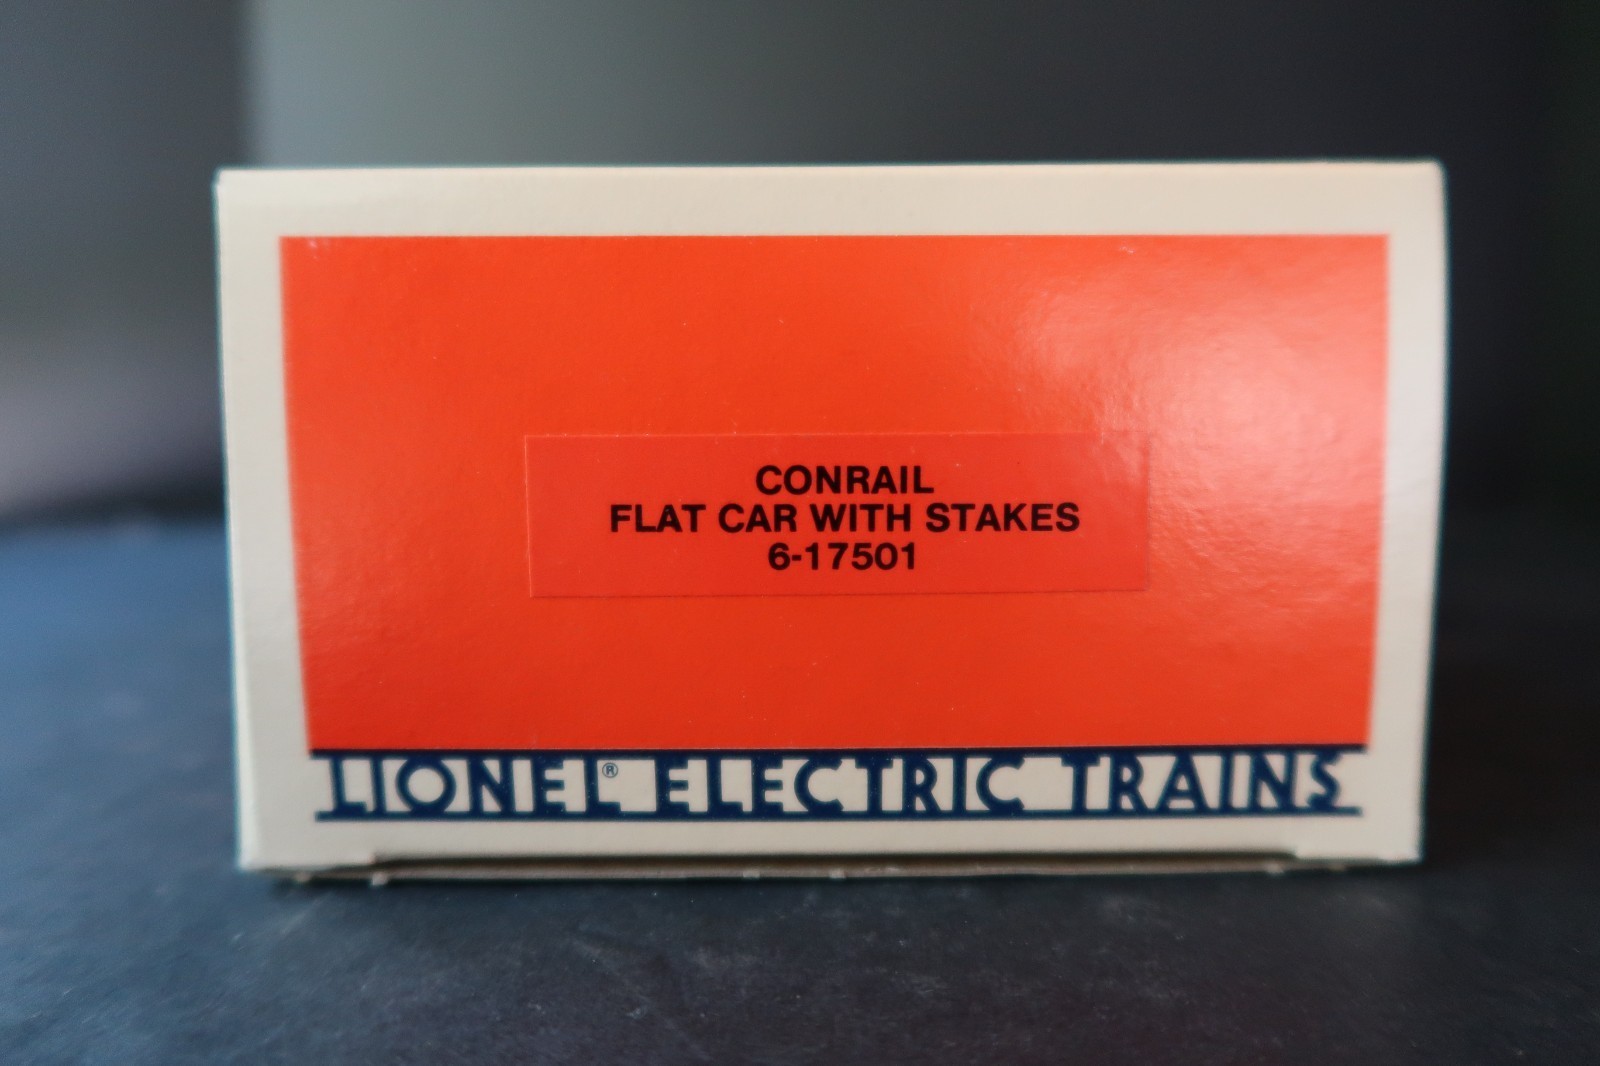 CONRAIL
FLAT CAR WITH STAKES
6-17501
LIONEL® ELECTRIC TRAINS